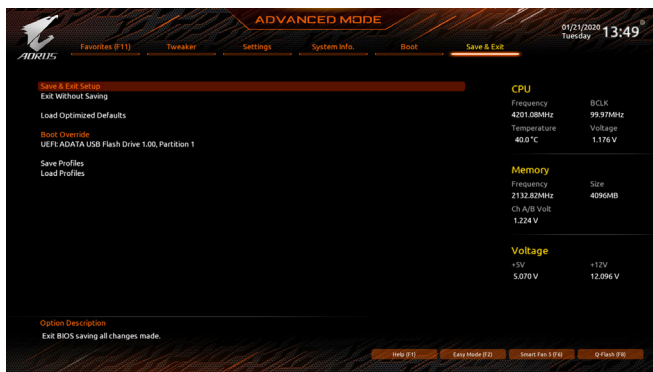 ADVANCED MODE
01/21/2020
Tuesday
13:49
AORUS
Favorites (F11)
Tweaker
Settings
System Info.
Boot
Save & Exit
Save & Exit Setup
Exit Without Saving
Load Optimized Defaults
Boot Override
UEFI: ADATA USB Flash Drive 1.00, Partition 1
Save Profiles
Load Profiles
CPU
Frequency BCLK
4201.08MHz 99.97MHz
Temperature Voltage
40.0 °C 1.176 V
Memory
Frequency Size
2132.82MHz 4096MB
Ch A/B Volt
1.224 V
Voltage
+5V +12V
5.070 V 12.096 V
Option Description
Exit BIOS saving all changes made.
Help (F1)
Easy Mode (F2)
Smart Fan 5 (F6)
Q-Flash (F8)